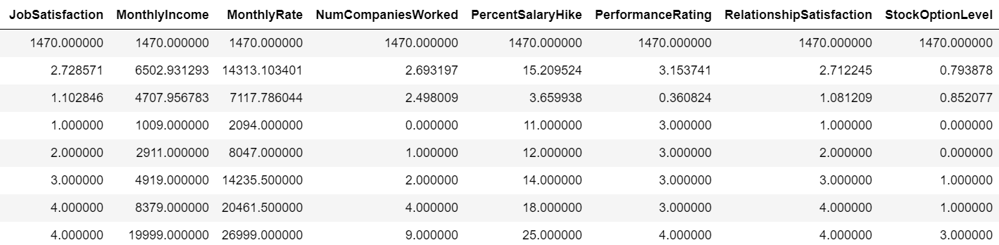 JobSatisfaction MonthlyIncome MonthlyRate NumCompaniesWorked PercentSalaryHike PerformanceRating RelationshipSatisfaction StockOptionLevel
1470.000000 1470.000000 1470.000000 1470.000000 1470.000000 1470.000000 1470.000000 1470.000000
2.728571 6502.931293 14313.103401 2.693197 15.209524 3.153741 2.712245 0.793878
1.102846 4707.956783 7117.786044 2.498009 3.659938 0.360824 1.081209 0.852077
1.000000 1009.000000 2094.000000 0.000000 11.000000 3.000000 1.000000 0.000000
2.000000 2911.000000 8047.000000 1.000000 12.000000 3.000000 2.000000 0.000000
3.000000 4919.000000 14235.500000 2.000000 14.000000 3.000000 3.000000 1.000000
4.000000 8379.000000 20461.500000 4.000000 18.000000 3.000000 4.000000 1.000000
4.000000 19999.000000 26999.000000 9.000000 25.000000 4.000000 4.000000 3.000000